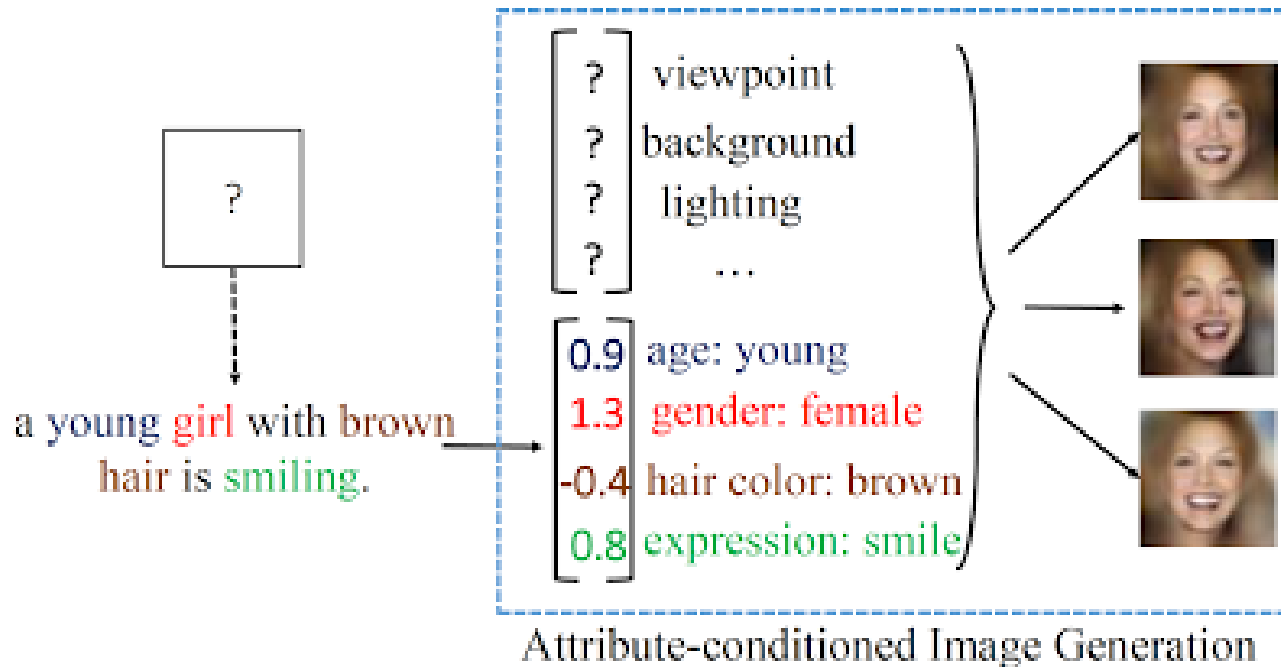 ?
a young girl with brown
hair is smiling.
? viewpoint
? background
? lighting
? ...
0.9 age: young
1.3 gender: female
-0.4 hair color: brown
0.8 expression: smile
Attribute-conditioned Image Generation